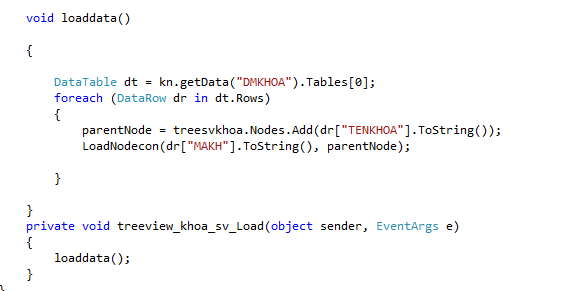 void loaddata()
{
DataTable dt = kn.getData("DMKHOA").Tables[0];
foreach (DataRow dr in dt.Rows)
{
parentNode = treesvkhoa.Nodes.Add(dr["TENKHOA"].ToString());
LoadNodecon(dr["MAKH"].ToString(), parentNode);
}
}
private void treeview_khoa_sv_Load(object sender, EventArgs e)
{
loaddata();
}
}